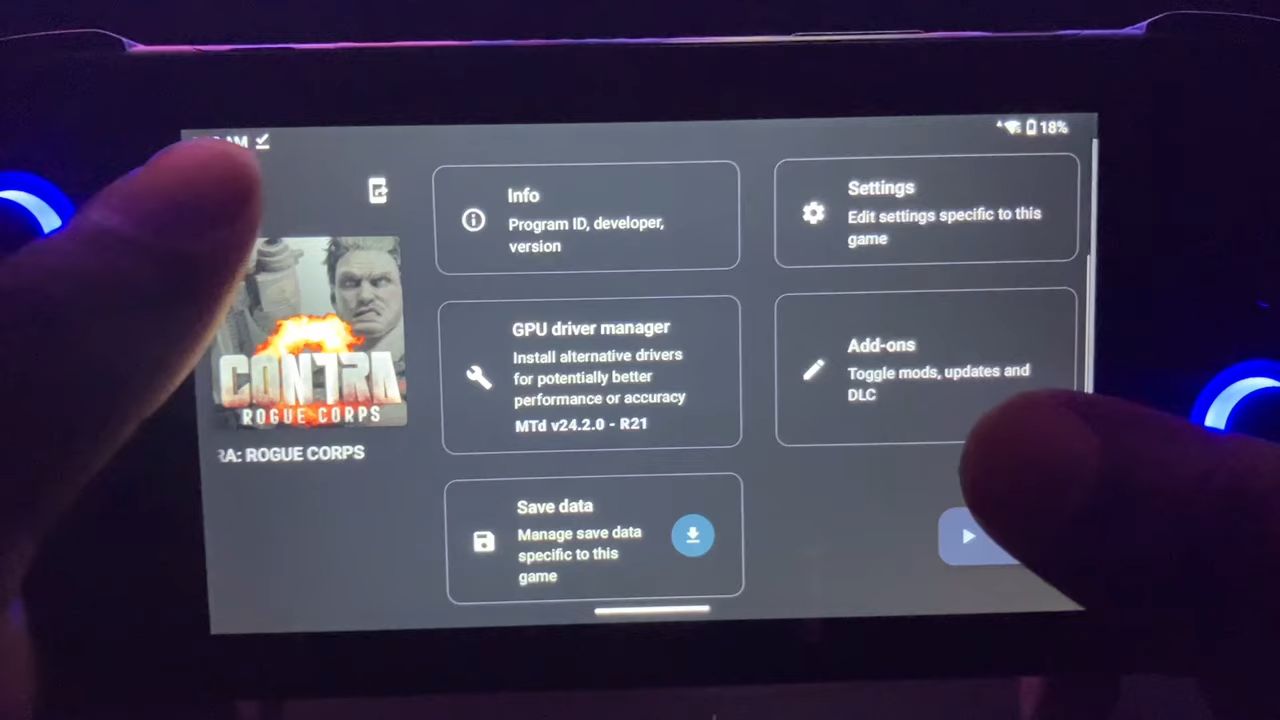 AM
18%
Info
Program ID, developer,
version
Settings
Edit settings specific to this
game
CONTRA
ROGUE CORPS
RA: ROGUE CORPS
GPU driver manager
Install alternative drivers
for potentially better
performance or accuracy
MTd v24.2.0 - R21
Add-ons
Toggle mods, updates and
DLC
Save data
Manage save data
specific to this
game